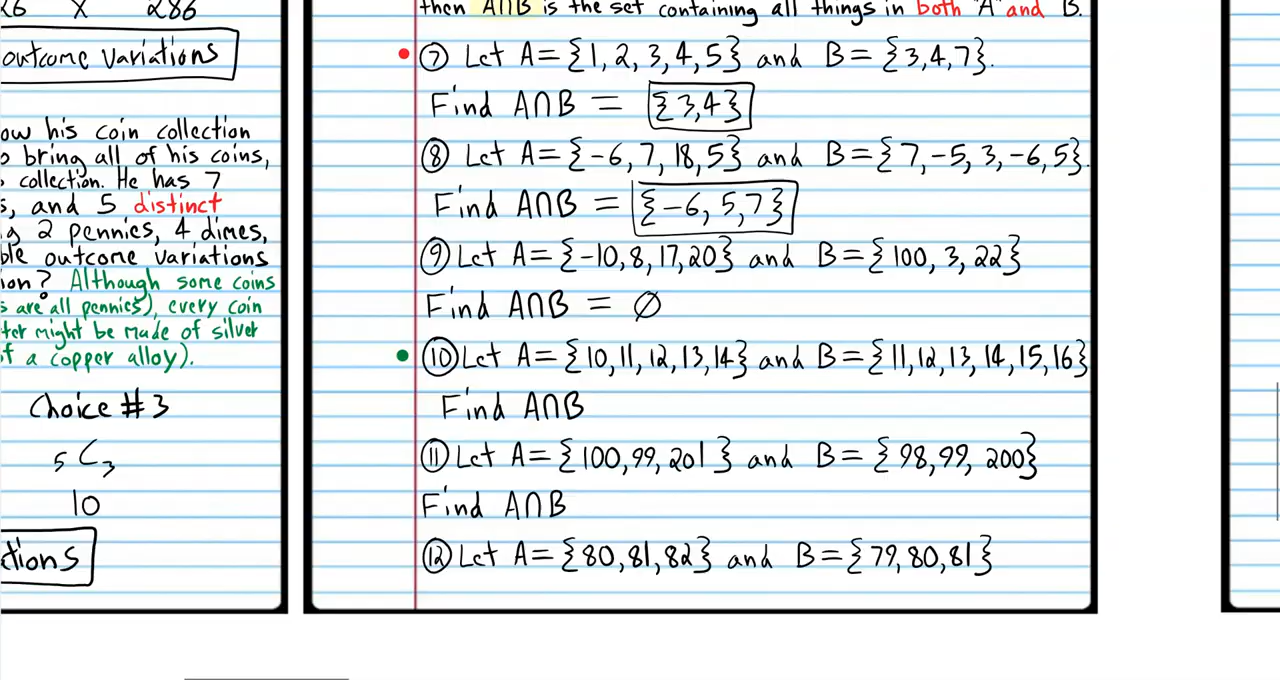 26 X 286
outcome variations
ow his coin collection
o bring all of his coins,
collection. He has 7
s, and 5 distinct
g 2 pennies, 4 dimes,
ble outcome variations
ion? Although some coins
s are all pennies), every coin
ter might be made of silver
f a copper alloy).
Choice #3
₅C₃
10
tions
then A∩B is the set containing all things in both "A" and B.
⑦ Let A = {1, 2, 3, 4, 5} and B = {3,4,7}.
Find A∩B = {3,4}
⑧ Let A = {-6, 7, 18, 5} and B = {7, -5, 3, -6, 5}.
Find A∩B = {-6, 5, 7}
⑨ Let A = {-10, 8, 17, 20} and B = {100, 3, 22}
Find A∩B = ∅
⑩ Let A = {10, 11, 12, 13, 14} and B = {11, 12, 13, 14, 15, 16}
Find A∩B
⑪ Let A = {100, 99, 201} and B = {98, 99, 200}
Find A∩B
⑫ Let A = {80, 81, 82} and B = {79, 80, 81}